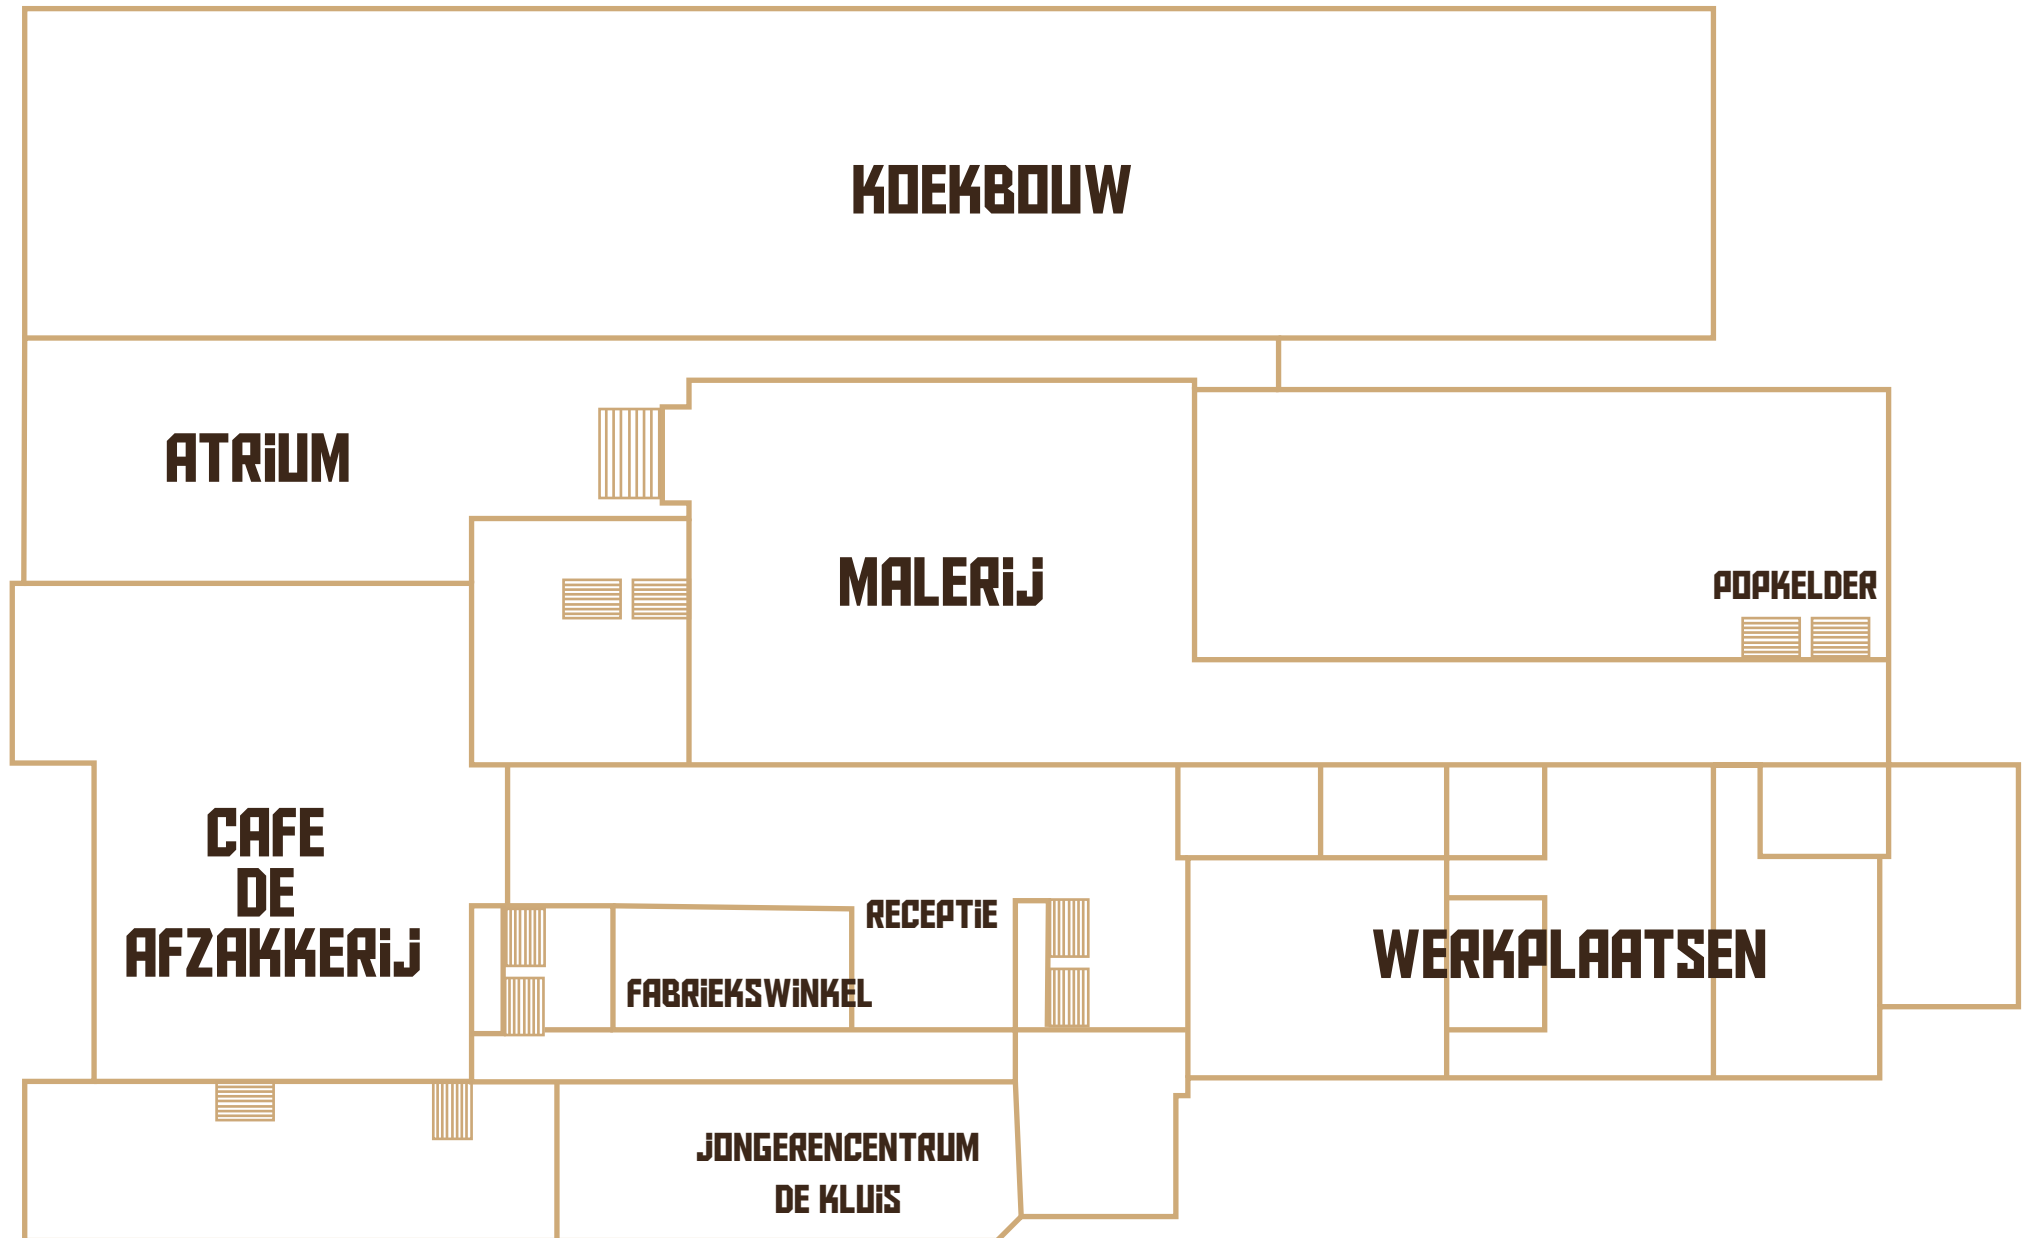 KOEKBOUW
ATRiUM
MALERiJ
POPKELDER
CAFE
DE
AFZAKKERiJ
RECEPTiE
WERKPLAATSEN
FABRiEKSWiNKEL
JONGERENCENTRUM
DE KLUiS